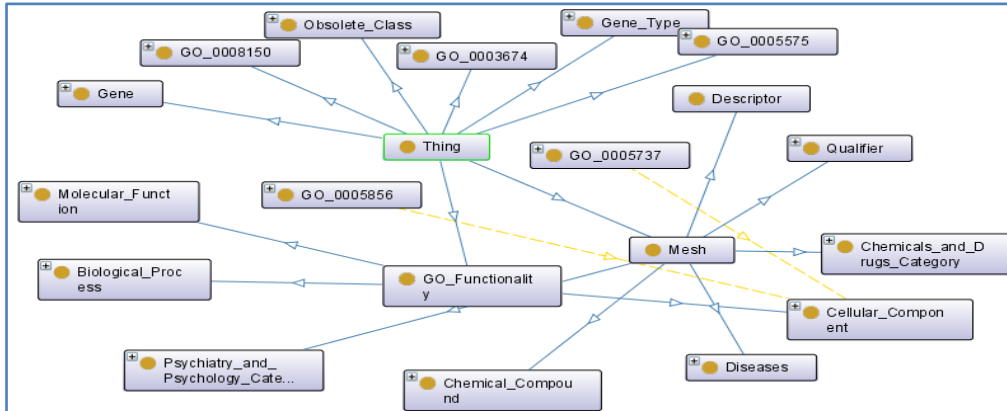 Obsolete_Class
Gene_Type
GO_0008150
GO_0003674
GO_0005575
Gene
Descriptor
Thing
GO_0005737
Qualifier
Molecular_Funct
ion
GO_0005856
Mesh
Chemicals_and_D
rugs_Category
Biological_Proc
ess
GO_Functionalit
y
Cellular_Compon
ent
Psychiatry_and_
Psychology_Cate...
Chemical_Compou
nd
Diseases